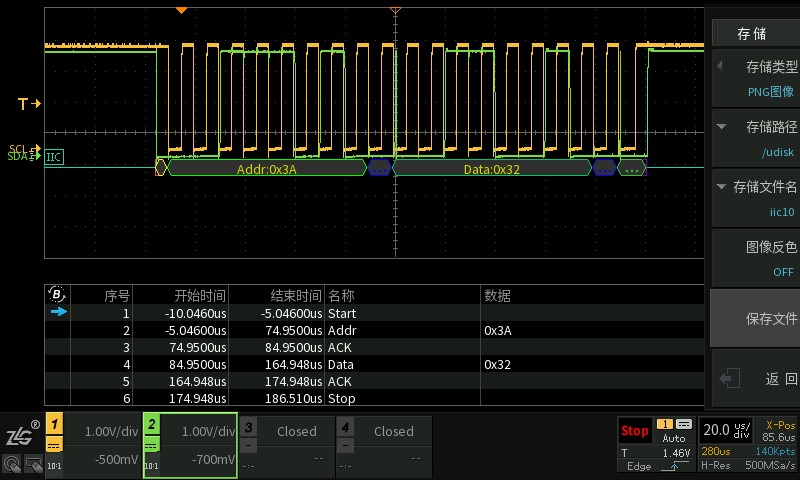 存储
存储类型
PNG图像
T
存储路径
/udisk
SCL
SDA
IIC
Addr:0x3A
...
Data:0x32
...
...
存储文件名
iic10
图像反色
OFF
B 序号 开始时间 结束时间 名称 数据
1 -10.0460us -5.04600us Start
2 -5.04600us 74.9500us Addr 0x3A
3 74.9500us 84.9500us ACK
4 84.9500us 164.948us Data 0x32
5 164.948us 174.948us ACK
6 174.948us 186.510us Stop
保存文件
返回
ZLG®
1 1.00V/div
10:1 -500mV
2 1.00V/div
10:1 -700mV
3 Closed
-:- --
4 Closed
-:- --
Stop 1 Auto
T 1.46V
Edge
20.0 us/div
X-Pos
85.6us
280us 140Kpts
H-Res 500MSa/s